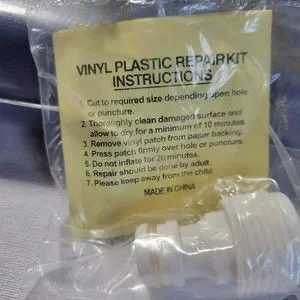 VINYL PLASTIC REPAIRKIT
INSTRUCTIONS
1. Cut to required size depending upon hole
or puncture.
2. Thoroughly clean damaged surface and
allow to dry for a minimum of 10 minutes.
3. Remove vinyl patch from paper backing.
4. Press patch firmly over hole or puncture.
5. Do not inflate for 20 minutes.
6. Repair should be done by adult.
7. Please keep away from the child
MADE IN CHINA